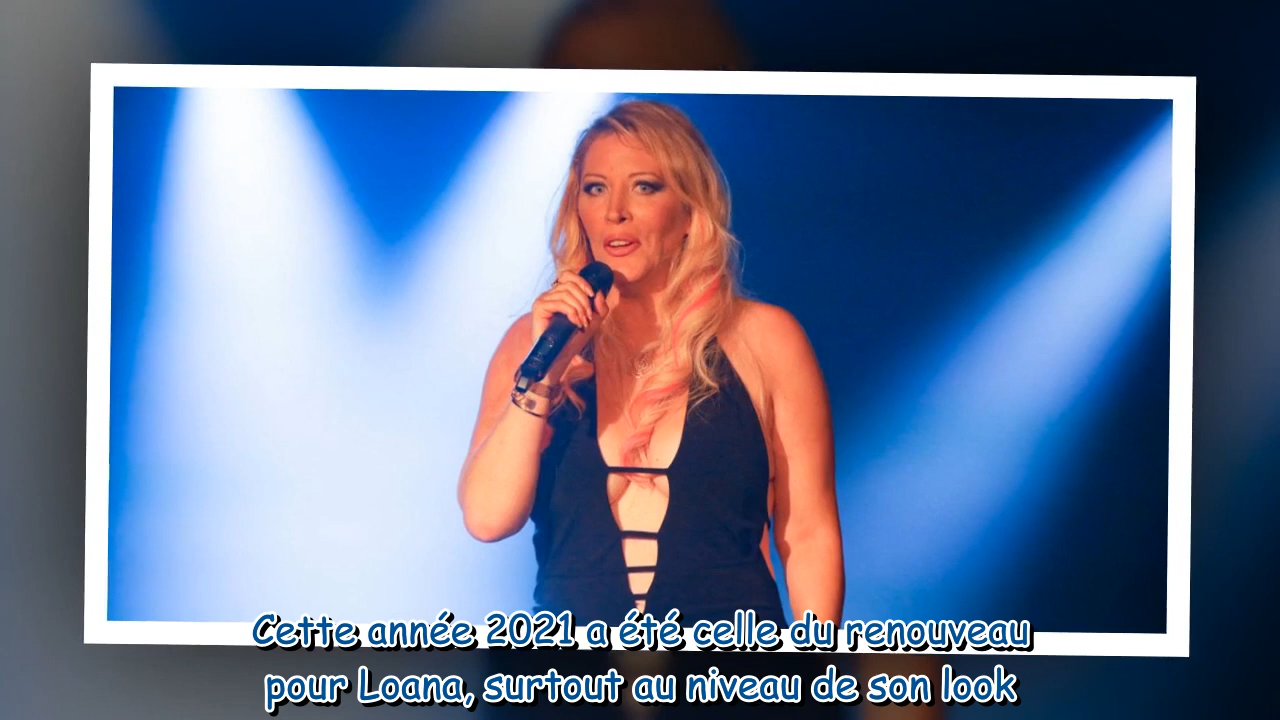 Cette année 2021 a été celle du renouveau
pour Loana, surtout au niveau de son look